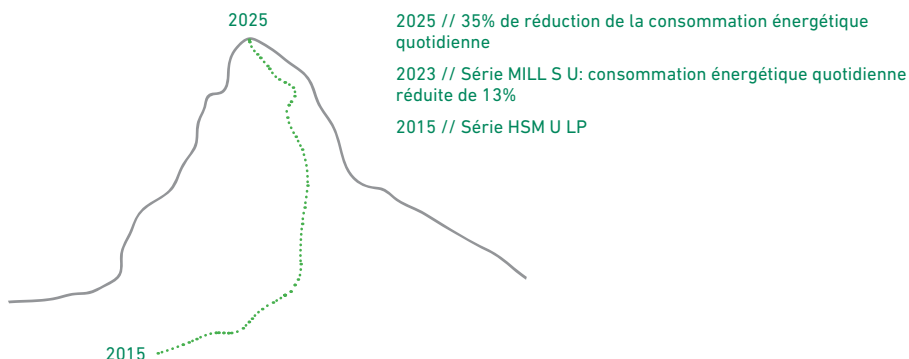 2025
2025 // 35% de réduction de la consommation énergétique
quotidienne
2023 // Série MILL S U: consommation énergétique quotidienne
réduite de 13%
2015 // Série HSM U LP
2015